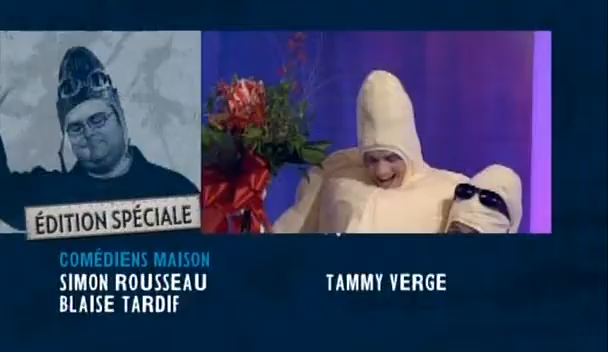 ÉDITION SPÉCIALE
COMÉDIENS MAISON
SIMON ROUSSEAU
BLAISE TARDIF
TAMMY VERGE